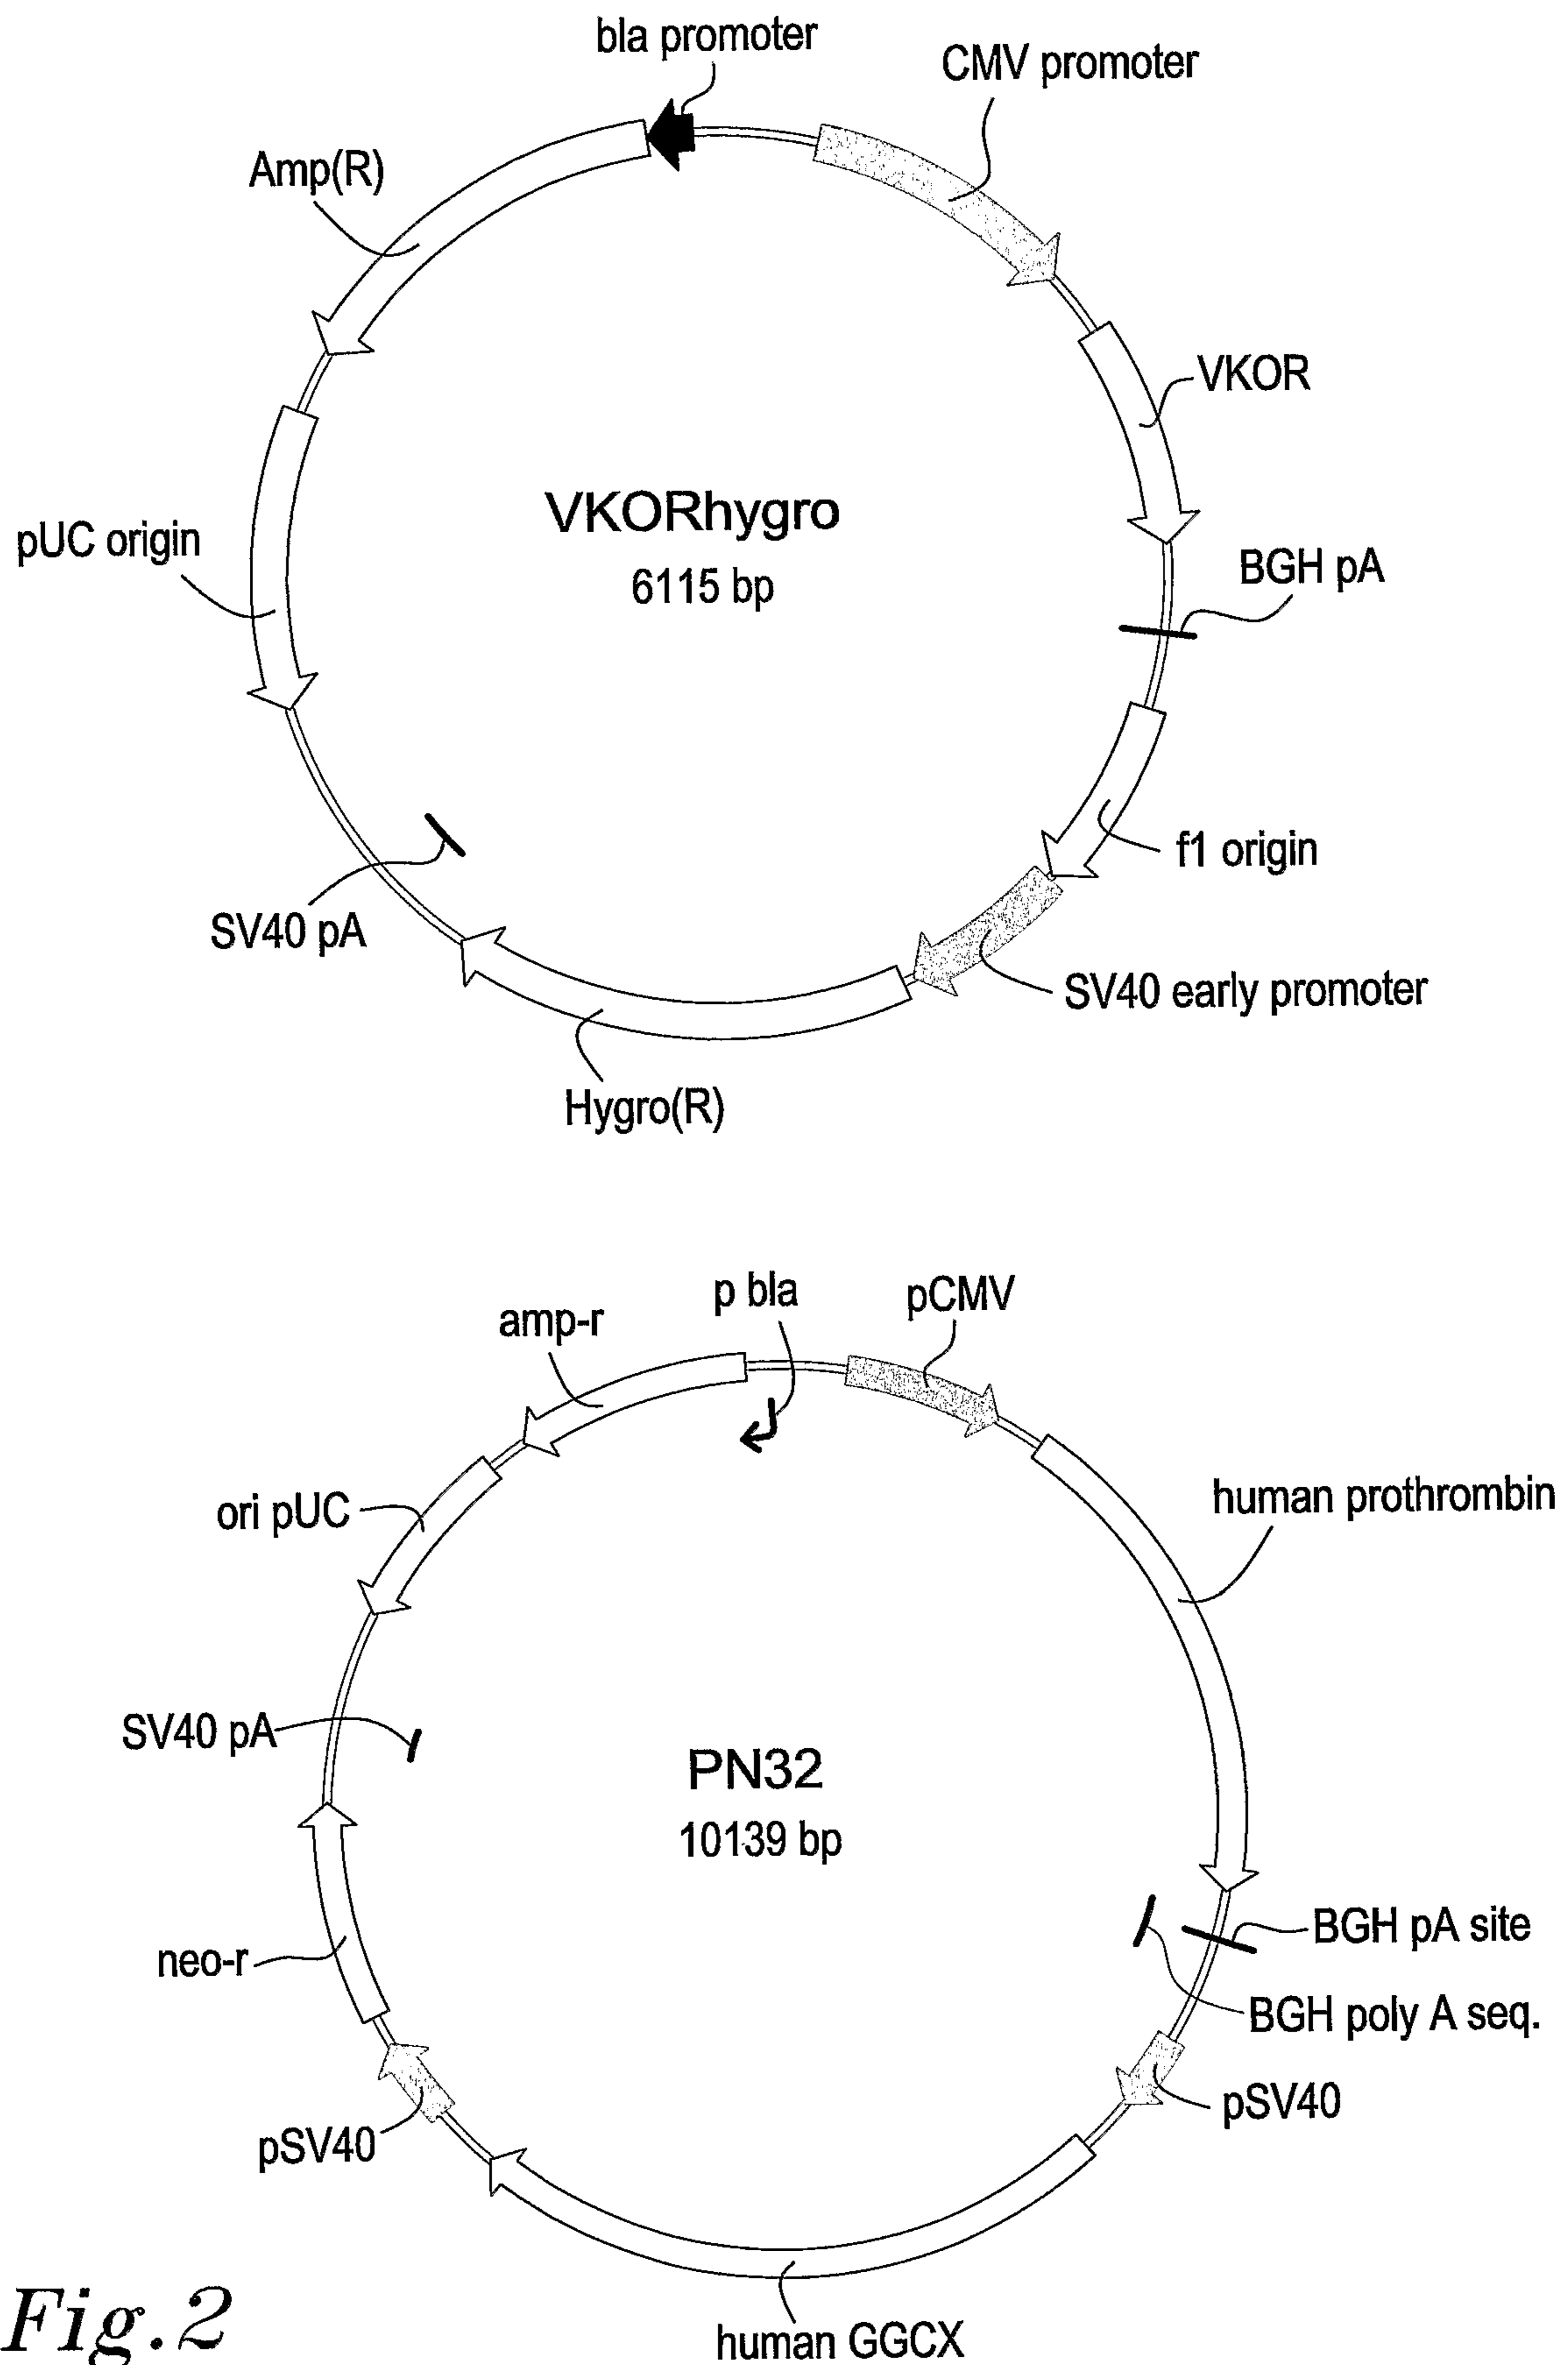 bla promoter
CMV promoter
Amp(R)
VKOR
VKORhygro
6115 bp
pUC origin
BGH pA
f1 origin
SV40 pA
SV40 early promoter
Hygro(R)
p bla
pCMV
amp-r
human prothrombin
ori pUC
SV40 pA
PN32
10139 bp
BGH pA site
neo-r
BGH poly A seq.
pSV40
pSV40
human GGCX
Fig.2